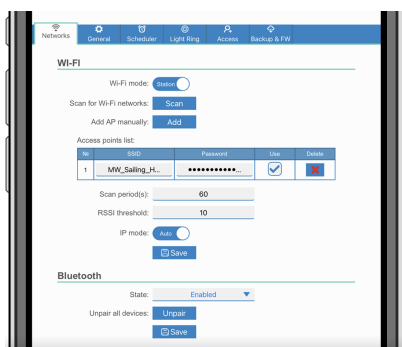 Networks
General
Scheduler
Light Ring
Access
Backup & FW
WI-FI
Wi-Fi mode: Station
Scan for Wi-Fi networks: Scan
Add AP manually: Add
Access points list:
№ SSID Password Use Delete
1 MW_Sailing_H... •••••••••••...
Scan period(s): 60
RSSI threshold: 10
IP mode: Auto
Save
Bluetooth
State: Enabled
Unpair all devices: Unpair
Save